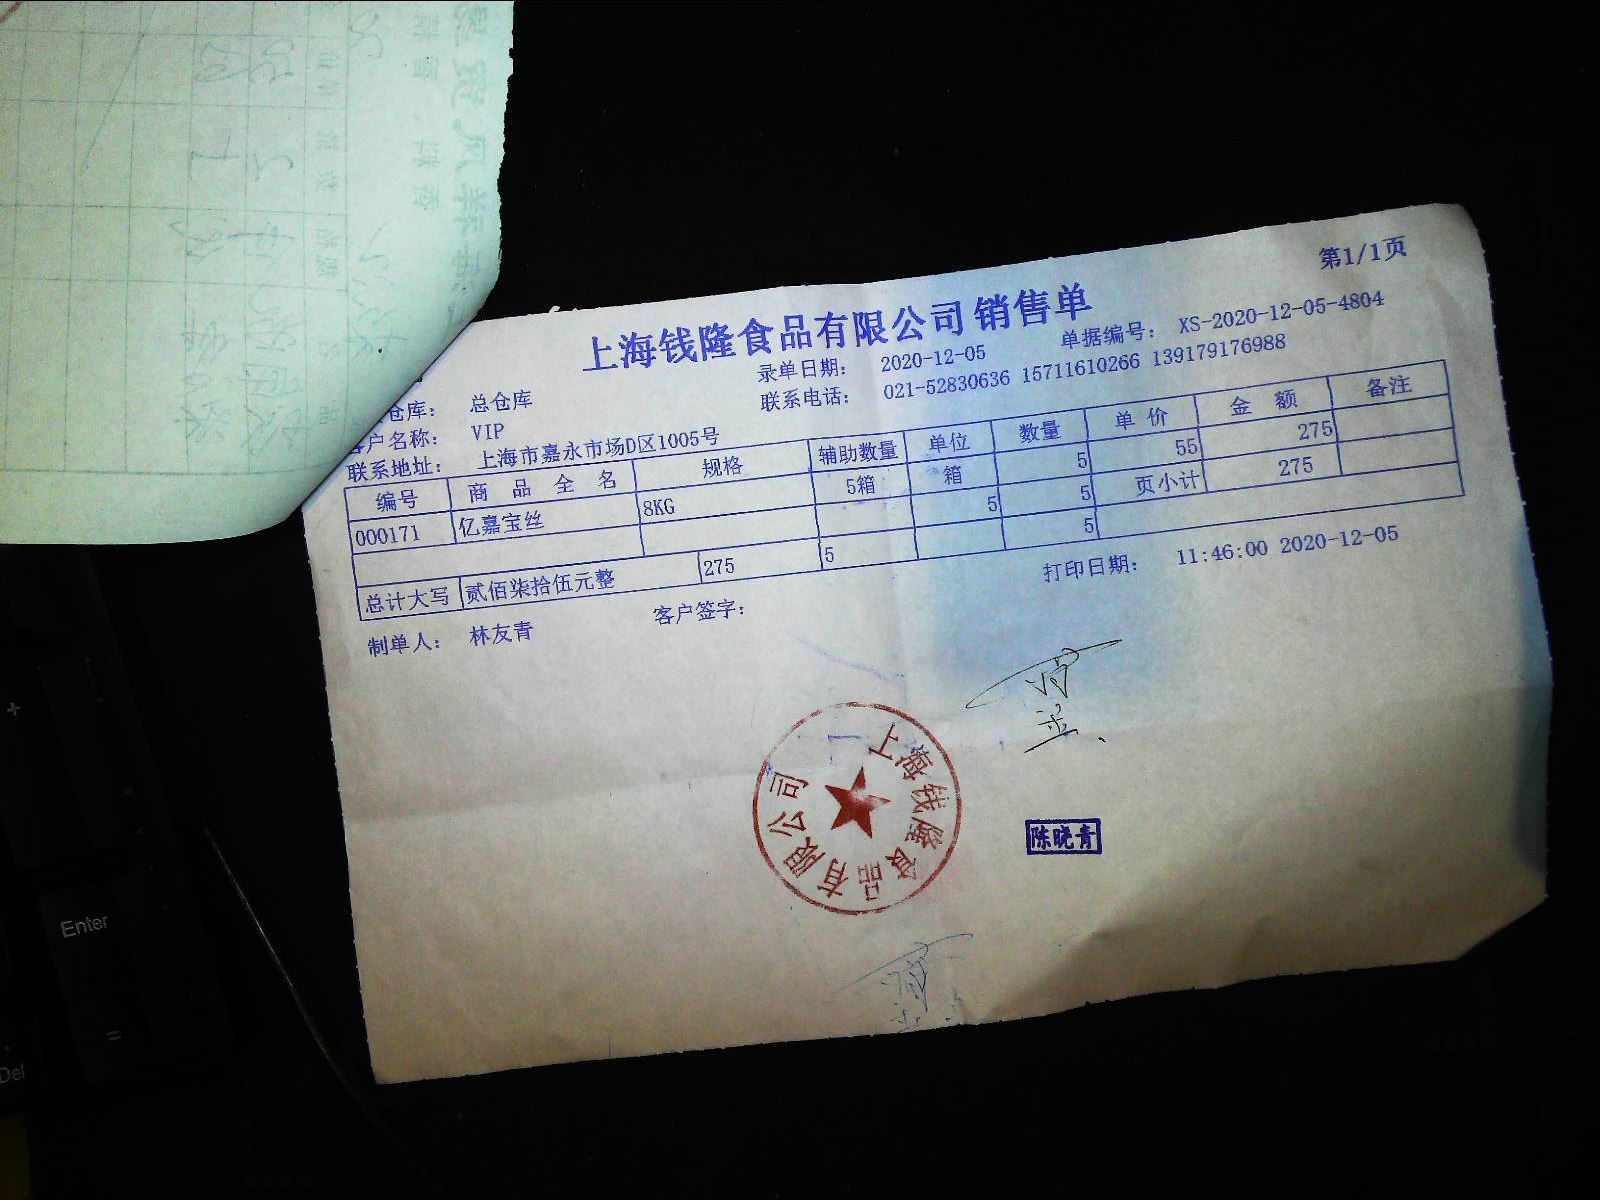 第1/1页
上海钱隆食品有限公司 销售单
录单日期: 2020-12-05 单据编号: XS-2020-12-05-4804
仓库: 总仓库 联系电话: 021-52830636 15711610266 139179176988
户名称: VIP
联系地址: 上海市嘉永市场D区1005号
编号 商品全名 规格 辅助数量 单位 数量 单价 金额 备注
000171 亿嘉宝丝 8KG 5箱 箱 5 55 275
5 5 页小计 275
总计大写 贰佰柒拾伍元整 275 5 5
制单人: 林友青 客户签字: 打印日期: 11:46:00 2020-12-05
上海钱隆食品有限公司
陈晓青
+
Enter
=
Del